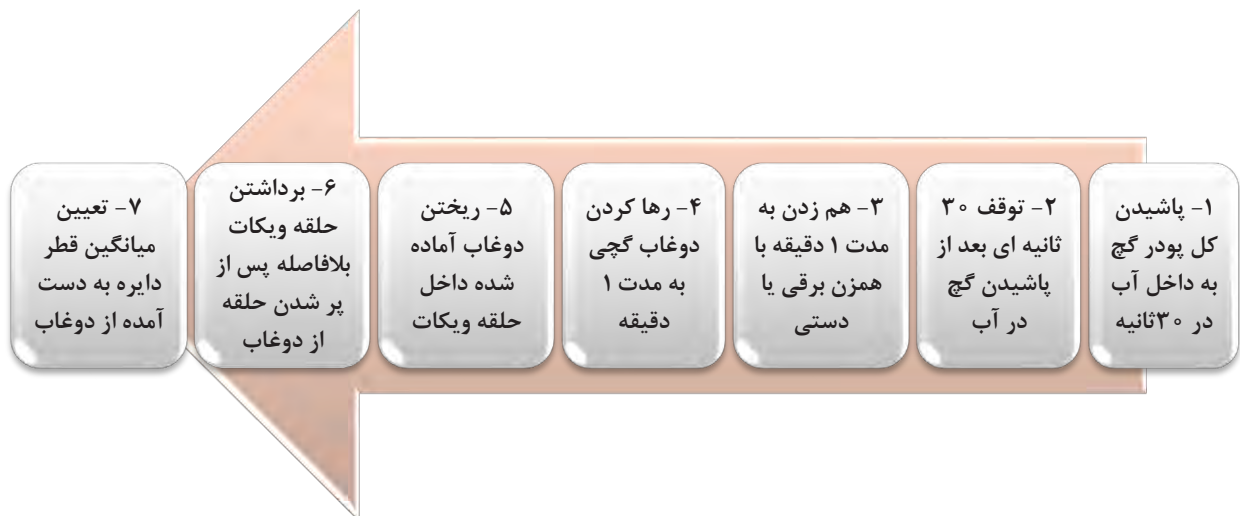 ۱- پاشیدن
کل پودر گچ
به داخل آب
در ۳۰ثانیه
۲- توقف ۳۰
ثانیه ای بعد از
پاشیدن گچ
در آب
۳- هم زدن به
مدت ۱ دقیقه با
همزن برقی یا
دستی
۴- رها کردن
دوغاب گچی
به مدت ۱
دقیقه
۵- ریختن
دوغاب آماده
شده داخل
حلقه ویکات
۶- برداشتن
حلقه ویکات
بلافاصله پس از
پر شدن حلقه
از دوغاب
۷- تعیین
میانگین قطر
دایره به دست
آمده از دوغاب